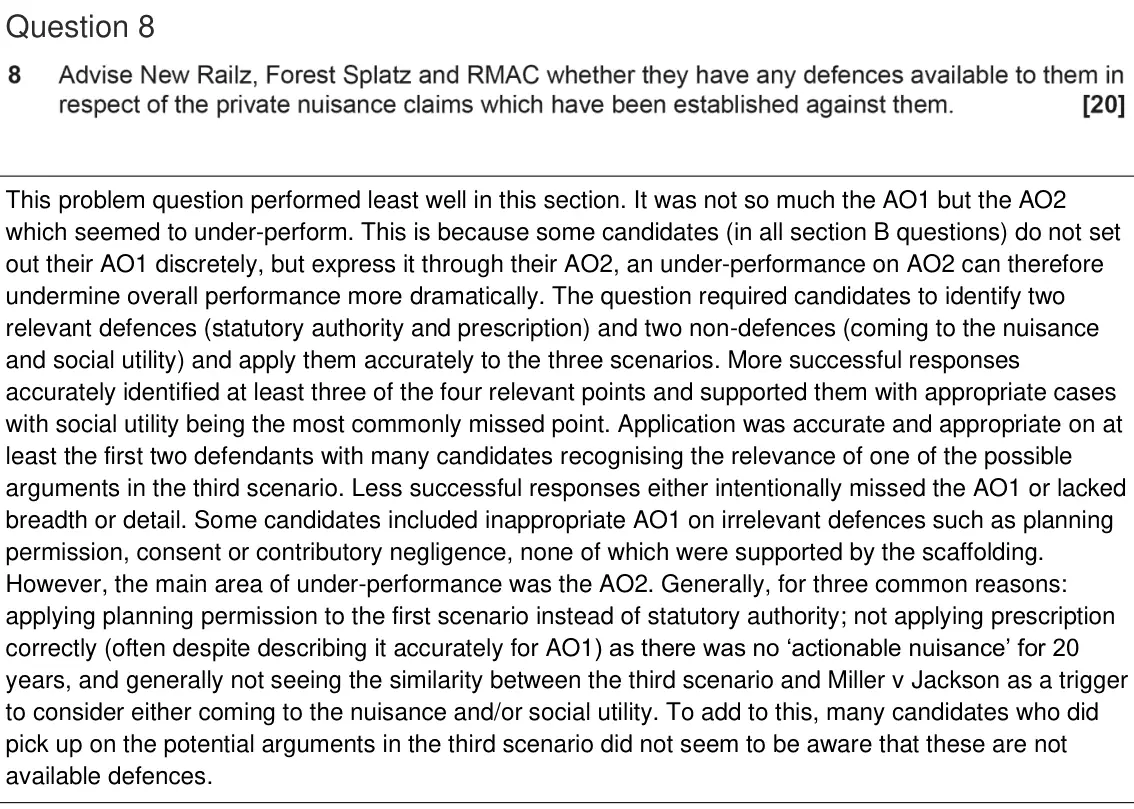 Question 8
8 Advise New Railz, Forest Splatz and RMAC whether they have any defences available to them in
respect of the private nuisance claims which have been established against them. [20]
This problem question performed least well in this section. It was not so much the AO1 but the AO2
which seemed to under-perform. This is because some candidates (in all section B questions) do not set
out their AO1 discretely, but express it through their AO2, an under-performance on AO2 can therefore
undermine overall performance more dramatically. The question required candidates to identify two
relevant defences (statutory authority and prescription) and two non-defences (coming to the nuisance
and social utility) and apply them accurately to the three scenarios. More successful responses
accurately identified at least three of the four relevant points and supported them with appropriate cases
with social utility being the most commonly missed point. Application was accurate and appropriate on at
least the first two defendants with many candidates recognising the relevance of one of the possible
arguments in the third scenario. Less successful responses either intentionally missed the AO1 or lacked
breadth or detail. Some candidates included inappropriate AO1 on irrelevant defences such as planning
permission, consent or contributory negligence, none of which were supported by the scaffolding.
However, the main area of under-performance was the AO2. Generally, for three common reasons:
applying planning permission to the first scenario instead of statutory authority; not applying prescription
correctly (often despite describing it accurately for AO1) as there was no ‘actionable nuisance’ for 20
years, and generally not seeing the similarity between the third scenario and Miller v Jackson as a trigger
to consider either coming to the nuisance and/or social utility. To add to this, many candidates who did
pick up on the potential arguments in the third scenario did not seem to be aware that these are not
available defences.